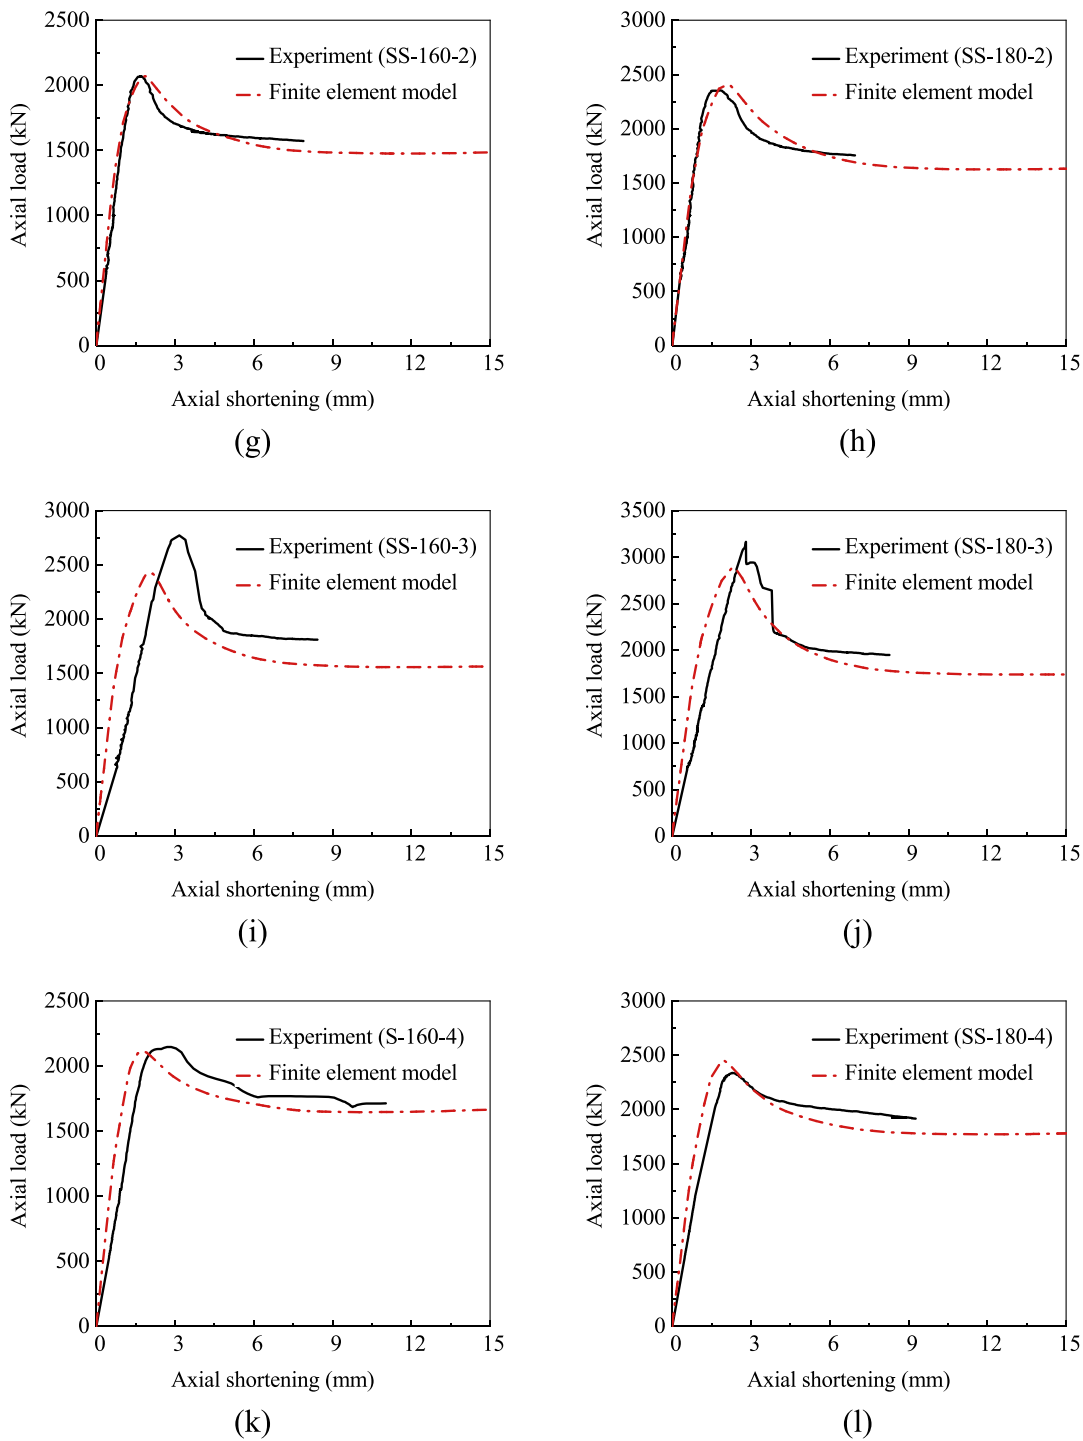 2500
2000
1500
1000
500
0
Axial load (kN)
Experiment (SS-160-2)
Finite element model
0 3 6 9 12 15
Axial shortening (mm)
(g)
3000
2500
2000
1500
1000
500
0
Axial load (kN)
Experiment (SS-180-2)
Finite element model
0 3 6 9 12 15
Axial shortening (mm)
(h)
3000
2500
2000
1500
1000
500
0
Axial load (kN)
Experiment (SS-160-3)
Finite element model
0 3 6 9 12 15
Axial shortening (mm)
(i)
3500
3000
2500
2000
1500
1000
500
0
Axial load (kN)
Experiment (SS-180-3)
Finite element model
0 3 6 9 12 15
Axial shortening (mm)
(j)
2500
2000
1500
1000
500
0
Axial load (kN)
Experiment (S-160-4)
Finite element model
0 3 6 9 12 15
Axial shortening (mm)
(k)
3000
2500
2000
1500
1000
500
0
Axial load (kN)
Experiment (SS-180-4)
Finite element model
0 3 6 9 12 15
Axial shortening (mm)
(l)